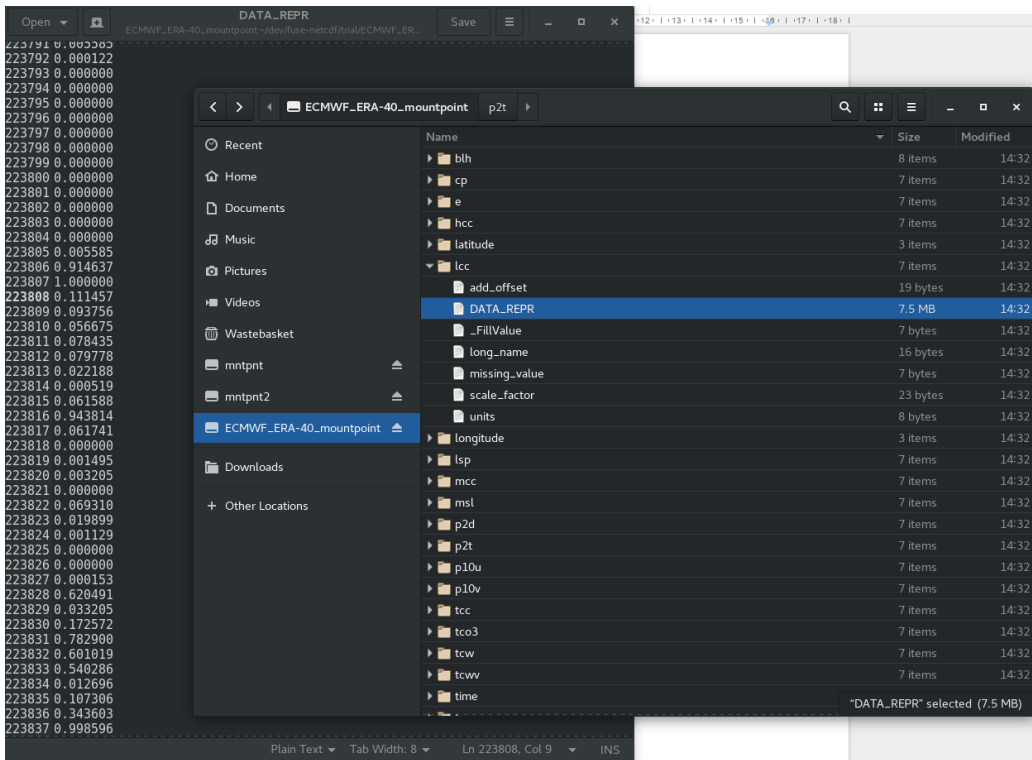 Open
DATA_REPR
ECMWF_ERA-40_mountpoint ~/dev/fuse-netcdf/trial/ECMWF_ER...
Save
·12· | ·13· | ·14· | ·15· | ·16· | ·17· | ·18· |
223791 0.005585
223792 0.000122
223793 0.000000
223794 0.000000
223795 0.000000
223796 0.000000
223797 0.000000
223798 0.000000
223799 0.000000
223800 0.000000
223801 0.000000
223802 0.000000
223803 0.000000
223804 0.000000
223805 0.005585
223806 0.914637
223807 1.000000
223808 0.111457
223809 0.093756
223810 0.056675
223811 0.078435
223812 0.079778
223813 0.022188
223814 0.000519
223815 0.061588
223816 0.943814
223817 0.061741
223818 0.000000
223819 0.001495
223820 0.003205
223821 0.000000
223822 0.069310
223823 0.019899
223824 0.001129
223825 0.000000
223826 0.000000
223827 0.000153
223828 0.620491
223829 0.033205
223830 0.172572
223831 0.782900
223832 0.601019
223833 0.540286
223834 0.012696
223835 0.107306
223836 0.343603
223837 0.998596
Plain Text Tab Width: 8 Ln 223808, Col 9 INS
ECMWF_ERA-40_mountpoint p2t
Recent
Home
Documents
Music
Pictures
Videos
Wastebasket
mntpnt
mntpnt2
ECMWF_ERA-40_mountpoint
Downloads
+ Other Locations
Name Size Modified
blh 8 items 14:32
cp 7 items 14:32
e 7 items 14:32
hcc 7 items 14:32
latitude 3 items 14:32
lcc 7 items 14:32
add_offset 19 bytes 14:32
DATA_REPR 7.5 MB 14:32
_FillValue 7 bytes 14:32
long_name 16 bytes 14:32
missing_value 7 bytes 14:32
scale_factor 23 bytes 14:32
units 8 bytes 14:32
longitude 3 items 14:32
lsp 7 items 14:32
mcc 7 items 14:32
msl 7 items 14:32
p2d 7 items 14:32
p2t 7 items 14:32
p10u 7 items 14:32
p10v 7 items 14:32
tcc 7 items 14:32
tco3 7 items 14:32
tcw 7 items 14:32
tcwv 7 items 14:32
time
"DATA_REPR" selected (7.5 MB)